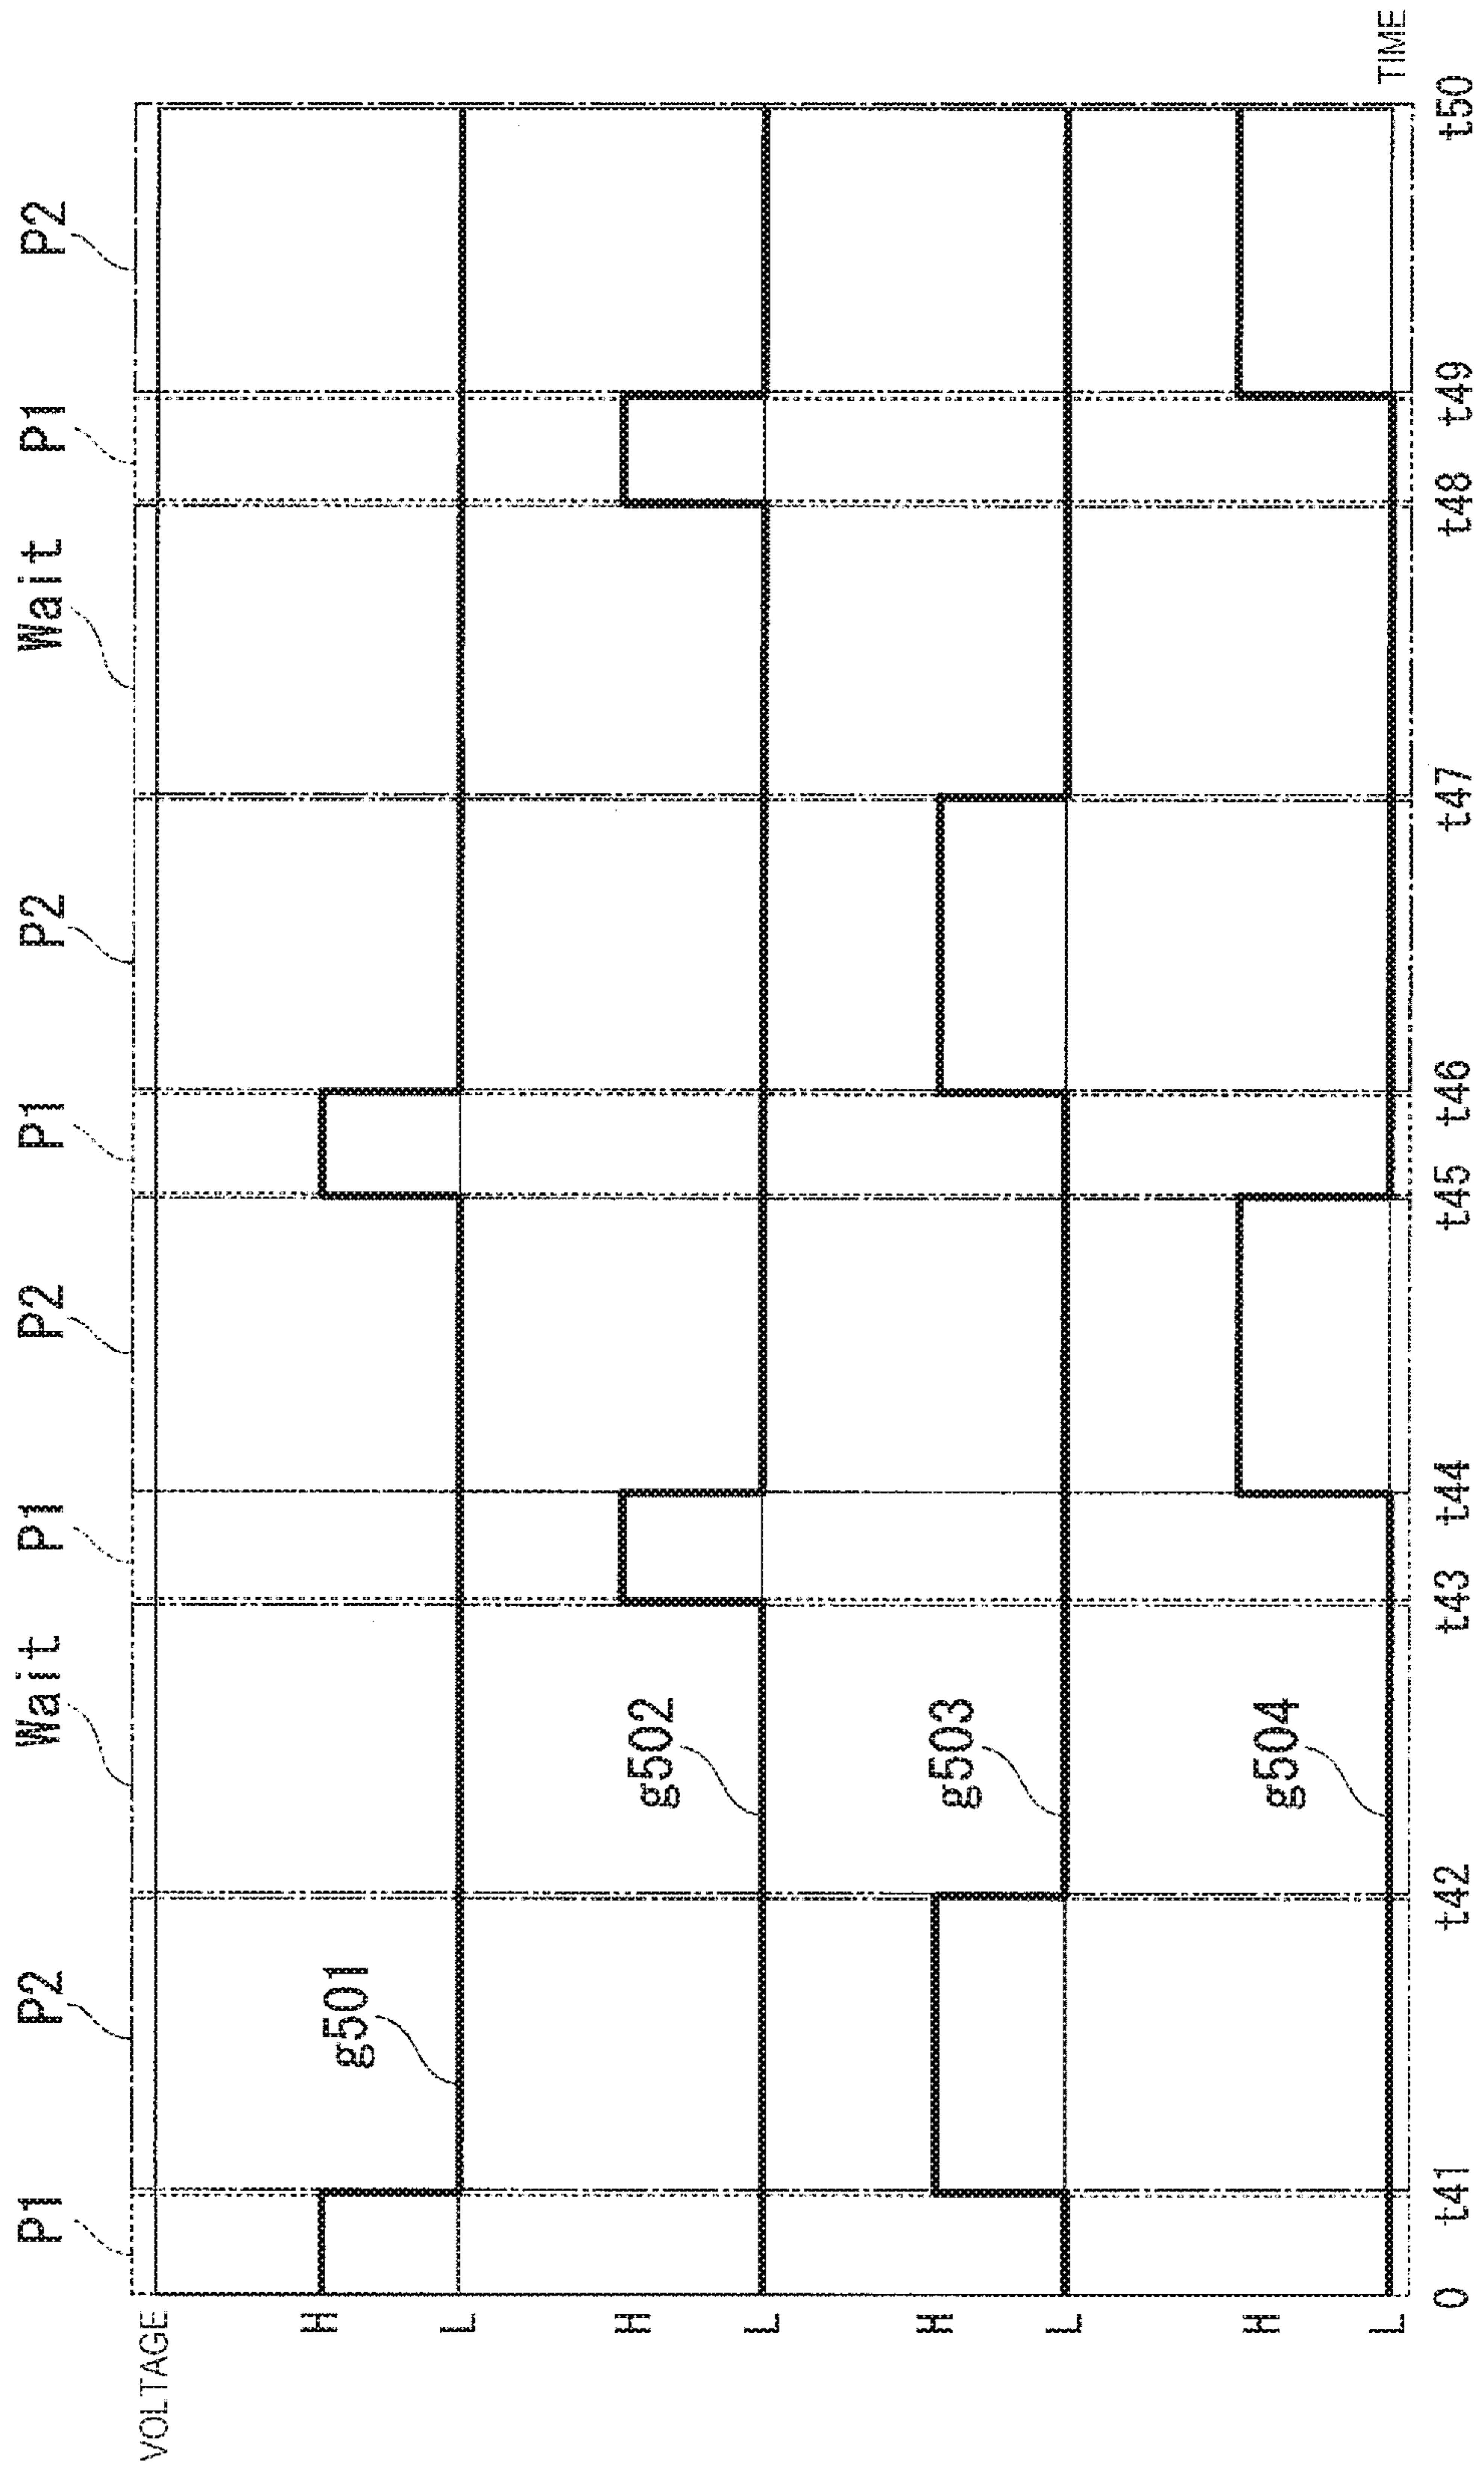 P1 P2 Wait P1 P2 P1 P2 Wait P1 P2
VOLTAGE
H
g501
L
H
g502
L
H
g503
L
H
g504
L
TIME
0 t41 t42 t43 t44 t45 t46 t47 t48 t49 t50